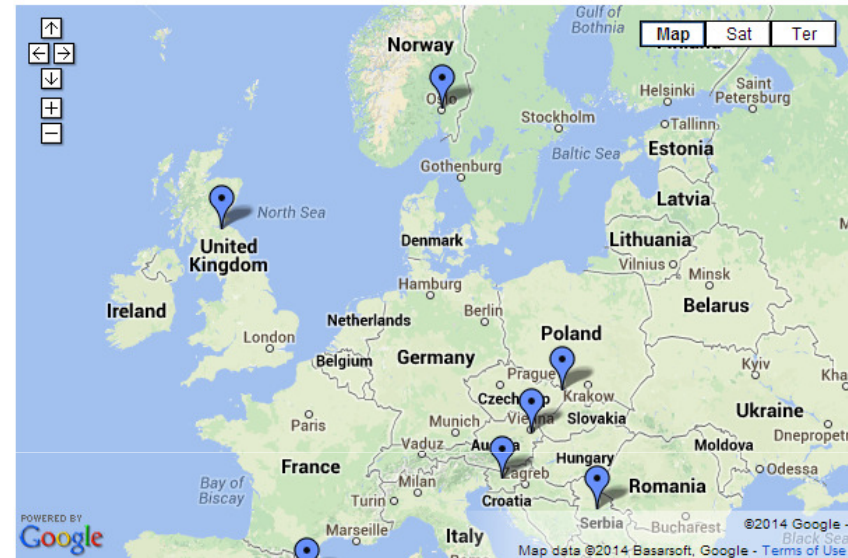 Gulf of
Bothnia
Map
Sat
Ter
Norway
Oslo
Helsinki
Saint
Petersburg
Stockholm
Tallinn
Baltic Sea
Estonia
Gothenburg
Latvia
North Sea
United
Kingdom
Denmark
Lithuania
Vilnius
Minsk
Hamburg
Belarus
Ireland
Berlin
Netherlands
London
Poland
Belgium
Germany
Prague
Kyiv
Kha
Krakow
Czech
Vienna
Slovakia
Ukraine
Paris
Munich
Dnepropetr
Vaduz
Moldova
France
Hungary
Zagreb
Odessa
Milan
Romania
Bay of
Biscay
Turin
Croatia
Serbia
Bucharest
Marseille
Italy
Black Sea
POWERED BY
Google
©2014 Google -
Map data ©2014 Basarsoft, Google - Terms of Use